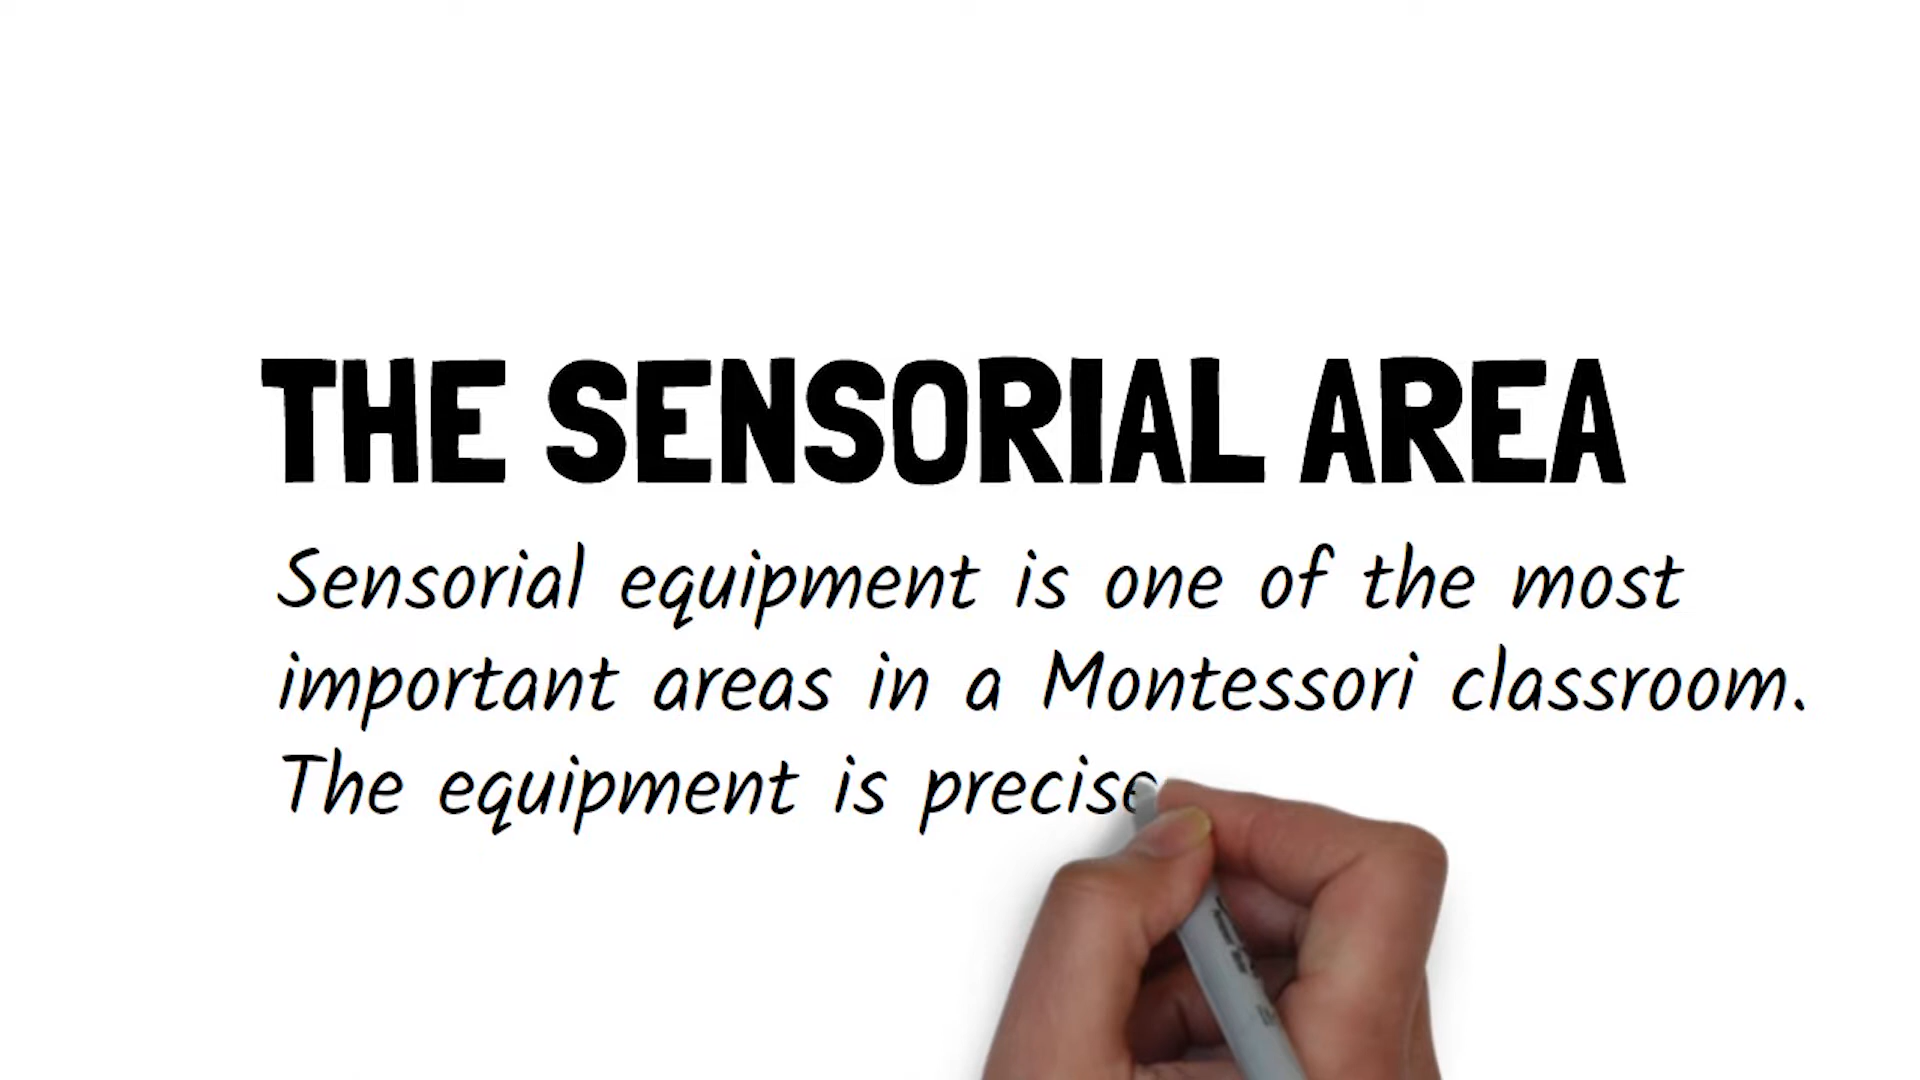 THE SENSORIAL AREA
Sensorial equipment is one of the most
important areas in a Montessori classroom.
The equipment is precise